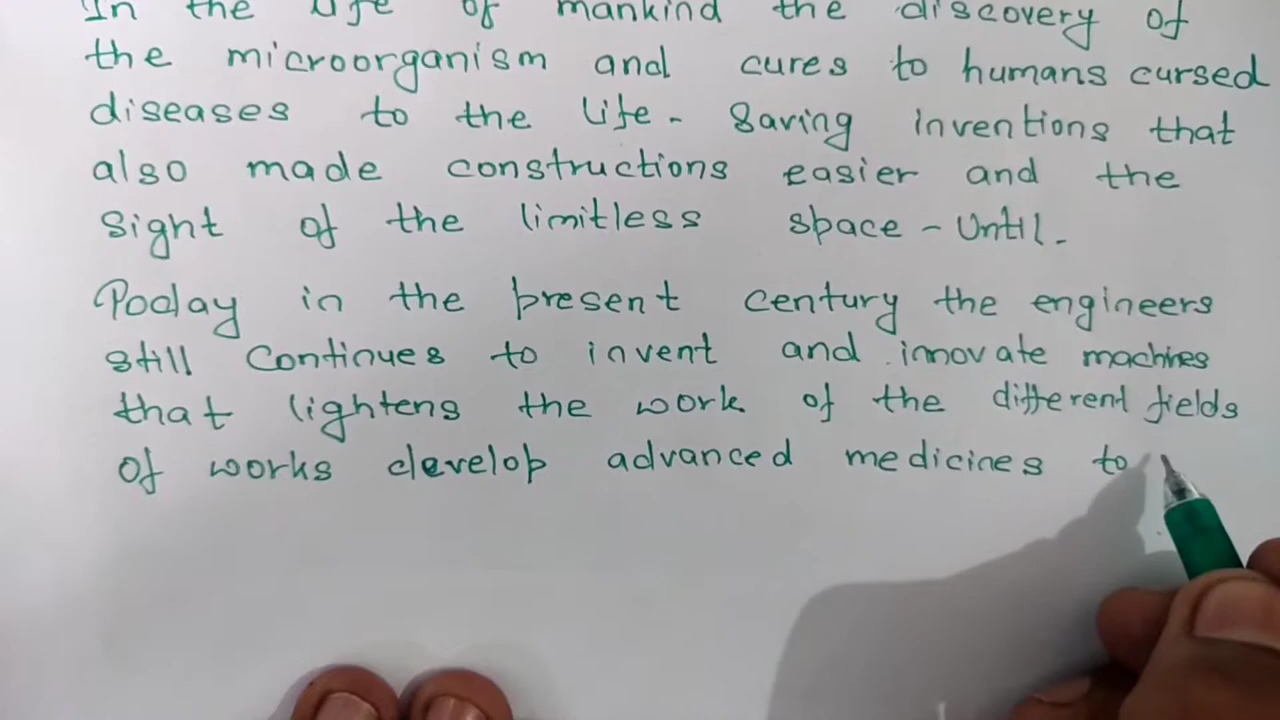 In the life of mankind the discovery of
the microorganism and cures to humans cursed
diseases to the life - Saving inventions that
also made constructions easier and the
Sight of the limitless space - Until -
Poday in the present century the engineers
still Continues to invent and innovate machines
that lightens the work of the different fields
Of works develop advanced medicines to